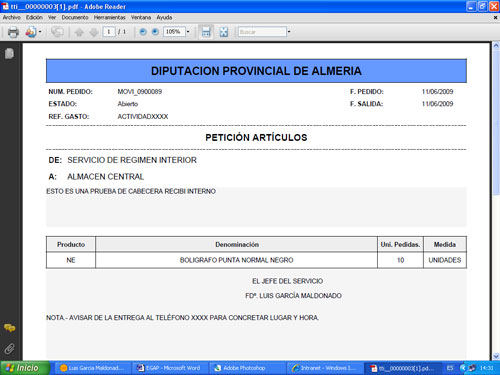 tti__00000003[1].pdf - Adobe Reader
Archivo Edición Ver Documento Herramientas Ventana Ayuda
1 / 1 105% Buscar
DIPUTACION PROVINCIAL DE ALMERIA
NUM. PEDIDO: MOVI_0900089 F. PEDIDO: 11/06/2009
ESTADO: Abierto F. SALIDA: 11/06/2009
REF. GASTO: ACTIVIDADXXXX
PETICIÓN ARTÍCULOS
DE: SERVICIO DE REGIMEN INTERIOR
A: ALMACEN CENTRAL
ESTO ES UNA PRUEBA DE CABECERA RECIBI INTERNO
Producto Denominación Uni. Pedidas. Medida
NE BOLIGRAFO PUNTA NORMAL NEGRO 10 UNIDADES
EL JEFE DEL SERVICIO
FDº. LUIS GARCÍA MALDONADO
NOTA.- AVISAR DE LA ENTREGA AL TELÉFONO XXXX PARA CONCRETAR LUGAR Y HORA.
Inicio Luis Garcia Maldonad... EGAP - Microsoft Word Adobe Photoshop Intranet - Windows I... tti__00000003[1].pd... ES 14:31